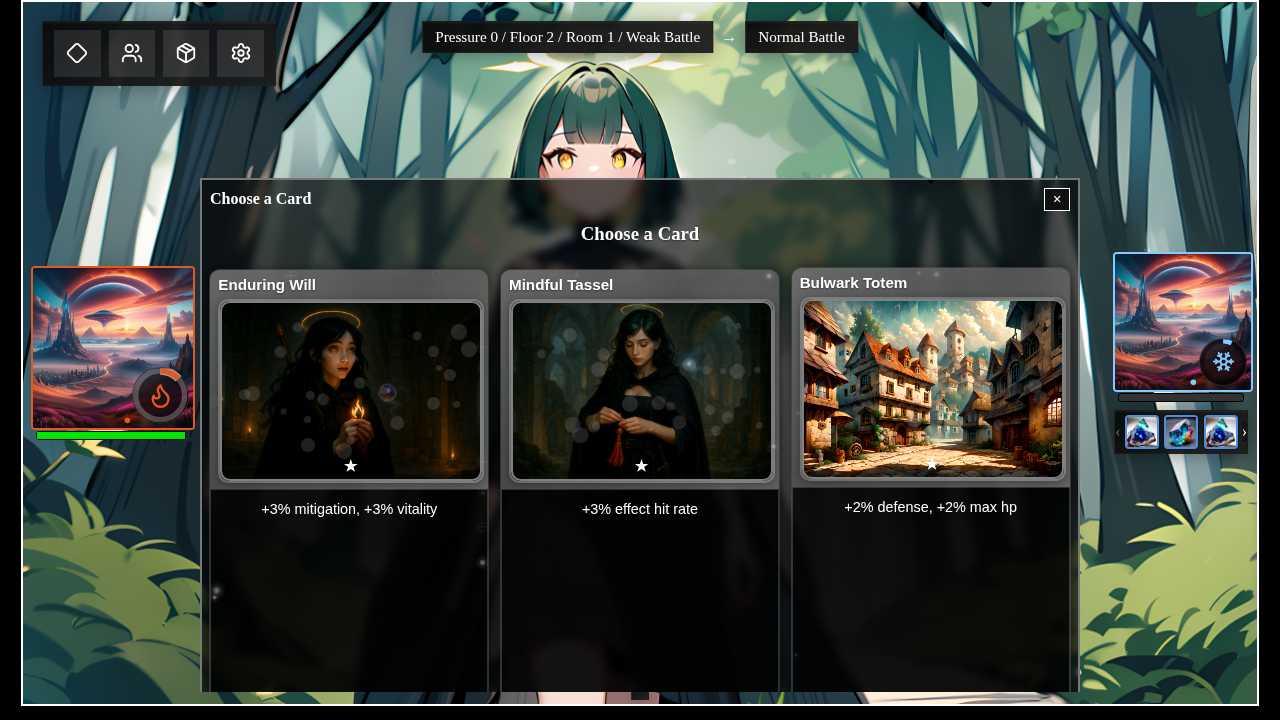 Pressure 0 / Floor 2 / Room 1 / Weak Battle → Normal Battle
Choose a Card ×
Choose a Card
Enduring Will
★
+3% mitigation, +3% vitality
Mindful Tassel
★
+3% effect hit rate
Bulwark Totem
★
+2% defense, +2% max hp